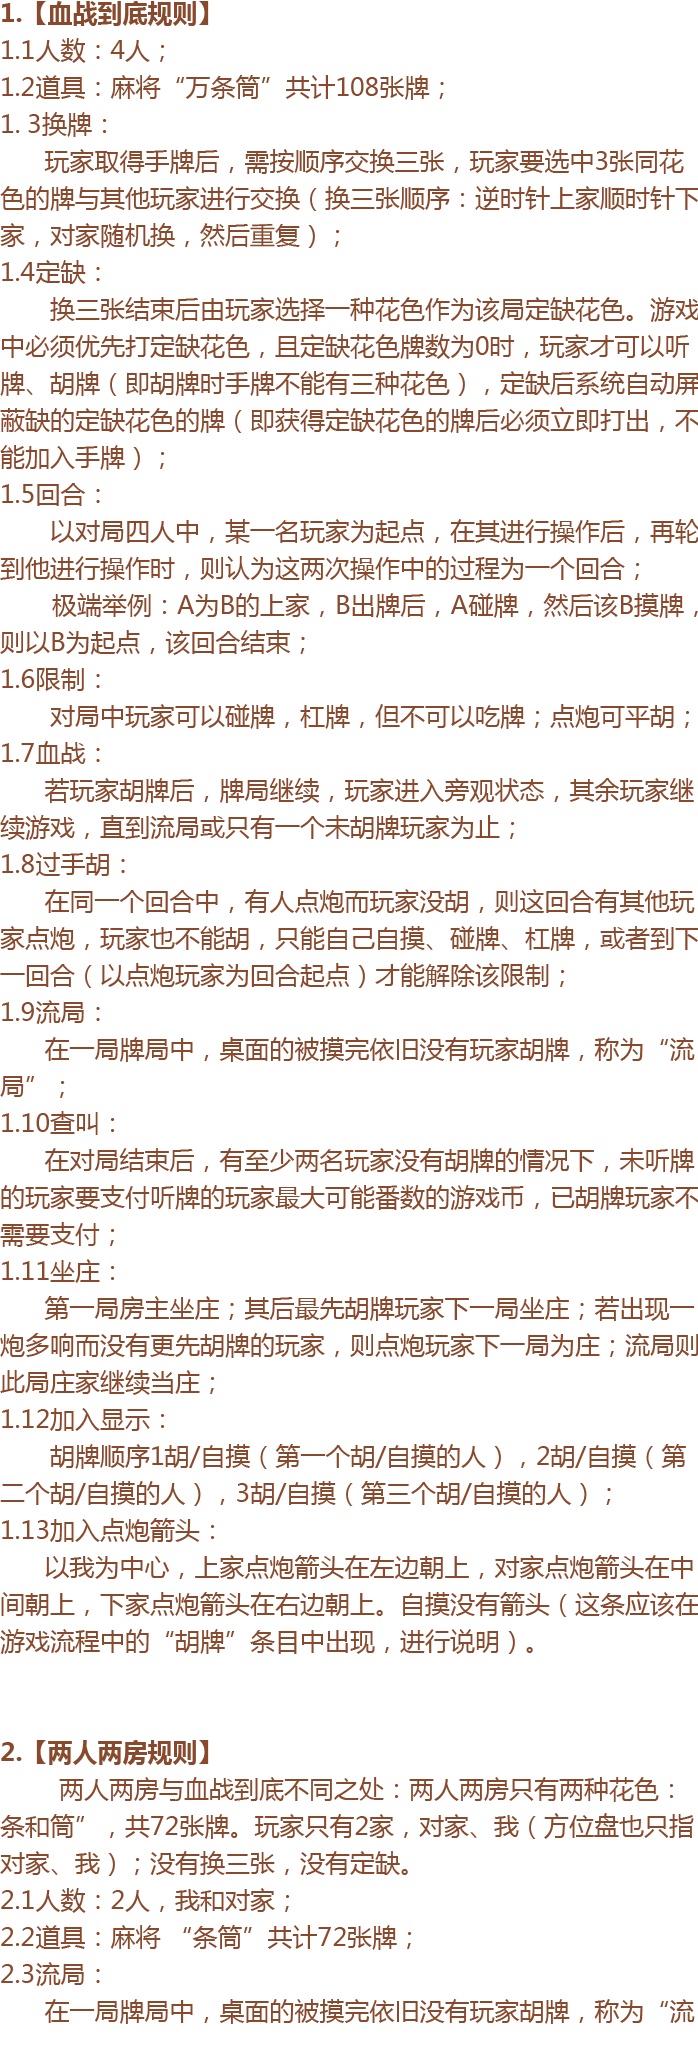 1.【血战到底规则】
1.1人数：4人；
1.2道具：麻将“万条筒”共计108张牌；
1. 3换牌：
玩家取得手牌后，需按顺序交换三张，玩家要选中3张同花
色的牌与其他玩家进行交换（换三张顺序：逆时针上家顺时针下
家，对家随机换，然后重复）；
1.4定缺：
换三张结束后由玩家选择一种花色作为该局定缺花色。游戏
中必须优先打定缺花色，且定缺花色牌数为0时，玩家才可以听
牌、胡牌（即胡牌时手牌不能有三种花色），定缺后系统自动屏
蔽缺的定缺花色的牌（即获得定缺花色的牌后必须立即打出，不
能加入手牌）；
1.5回合：
以对局四人中，某一名玩家为起点，在其进行操作后，再轮
到他进行操作时，则认为这两次操作中的过程为一个回合；
极端举例：A为B的上家，B出牌后，A碰牌，然后该B摸牌，
则以B为起点，该回合结束；
1.6限制：
对局中玩家可以碰牌，杠牌，但不可以吃牌；点炮可平胡；
1.7血战：
若玩家胡牌后，牌局继续，玩家进入旁观状态，其余玩家继
续游戏，直到流局或只有一个未胡牌玩家为止；
1.8过手胡：
在同一个回合中，有人点炮而玩家没胡，则这回合有其他玩
家点炮，玩家也不能胡，只能自己自摸、碰牌、杠牌，或者到下
一回合（以点炮玩家为回合起点）才能解除该限制；
1.9流局：
在一局牌局中，桌面的被摸完依旧没有玩家胡牌，称为“流
局”；
1.10查叫：
在对局结束后，有至少两名玩家没有胡牌的情况下，未听牌
的玩家要支付听牌的玩家最大可能番数的游戏币，已胡牌玩家不
需要支付；
1.11坐庄：
第一局房主坐庄；其后最先胡牌玩家下一局坐庄；若出现一
炮多响而没有更先胡牌的玩家，则点炮玩家下一局为庄；流局则
此局庄家继续当庄；
1.12加入显示：
胡牌顺序1胡/自摸（第一个胡/自摸的人），2胡/自摸（第
二个胡/自摸的人），3胡/自摸（第三个胡/自摸的人）；
1.13加入点炮箭头：
以我为中心，上家点炮箭头在左边朝上，对家点炮箭头在中
间朝上，下家点炮箭头在右边朝上。自摸没有箭头（这条应该在
游戏流程中的“胡牌”条目中出现，进行说明）。
2.【两人两房规则】
两人两房与血战到底不同之处：两人两房只有两种花色：
条和筒”，共72张牌。玩家只有2家，对家、我（方位盘也只指
对家、我）；没有换三张，没有定缺。
2.1人数：2人，我和对家；
2.2道具：麻将 “条筒”共计72张牌；
2.3流局：
在一局牌局中，桌面的被摸完依旧没有玩家胡牌，称为“流